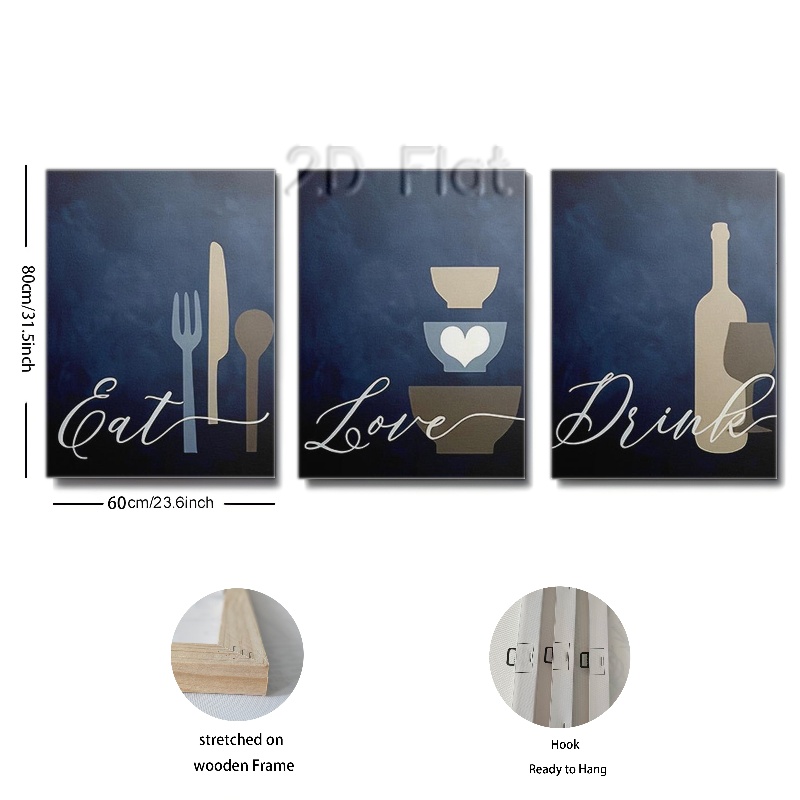 2D Flat
80cm/31.5inch
Eat
Love
Drink
60cm/23.6inch
stretched on
wooden Frame
Hook
Ready to Hang